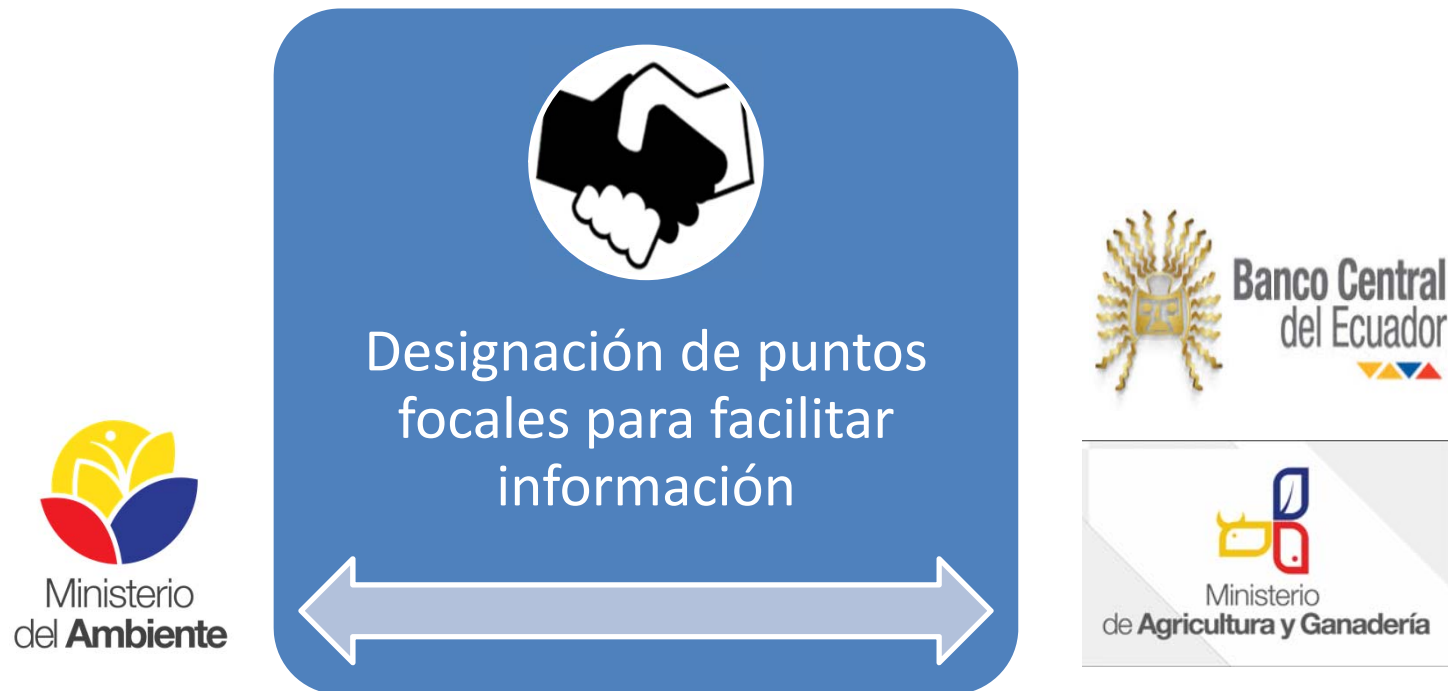 Designación de puntos
focales para facilitar
información
Ministerio
del Ambiente
Banco Central
del Ecuador
Ministerio
de Agricultura y Ganadería